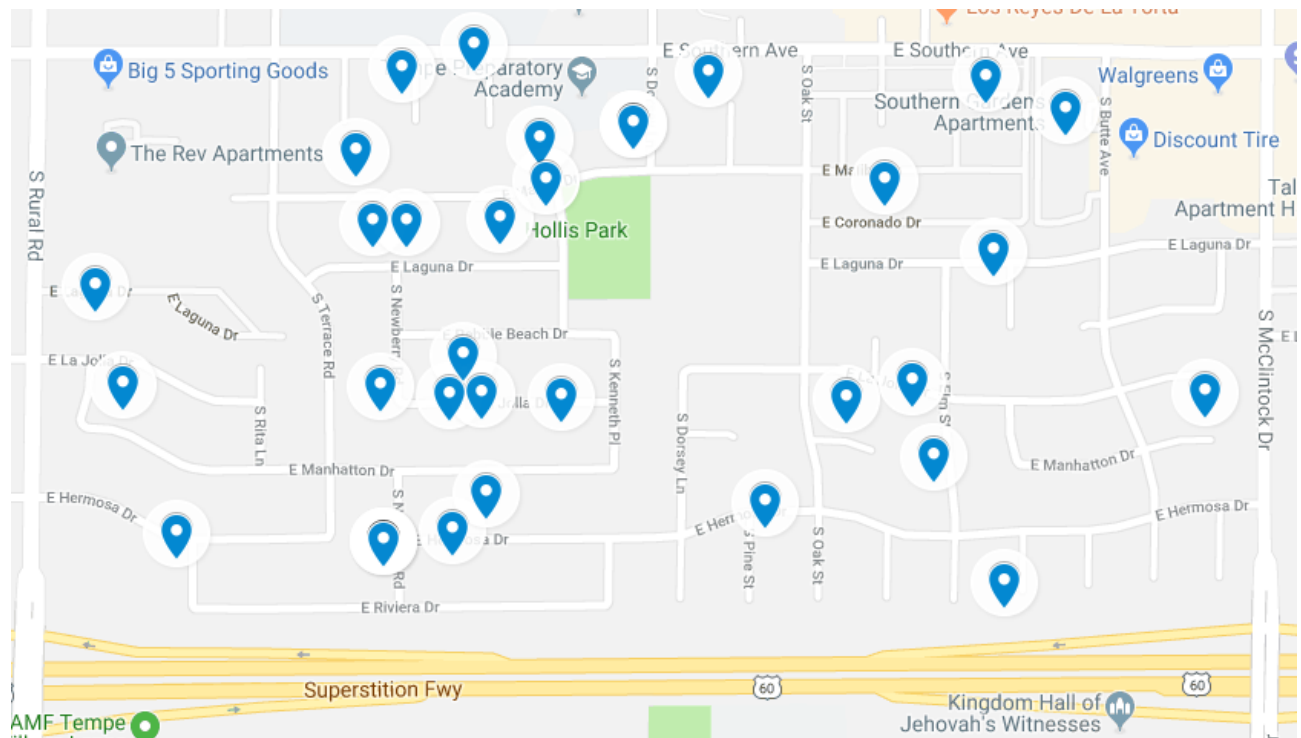 Los Reyes De La Torta
E Southern Ave
E Southern Ave
Big 5 Sporting Goods
Preparatory
Academy
Walgreens
Southern Gardens
Apartments
Discount Tire
The Rev Apartments
S Rural Rd
S Oak St
S Butte Ave
Apartment H
E Coronado Dr
Hollis Park
E Laguna Dr
E Laguna Dr
E Laguna Dr
E Laguna Dr
S Terrace Rd
Beach Dr
S McClintock Dr
E La Jolla Dr
S Kenneth Pl
Jolla
S Rita Ln
S Dorsey Ln
E Manhatton Dr
E Manhatton Dr
E Hermosa Dr
E Hermosa Dr
S Pine St
S Oak St
E Riviera Dr
Superstition Fwy
60
60
Kingdom Hall of
Jehovah's Witnesses
AMF Tempe